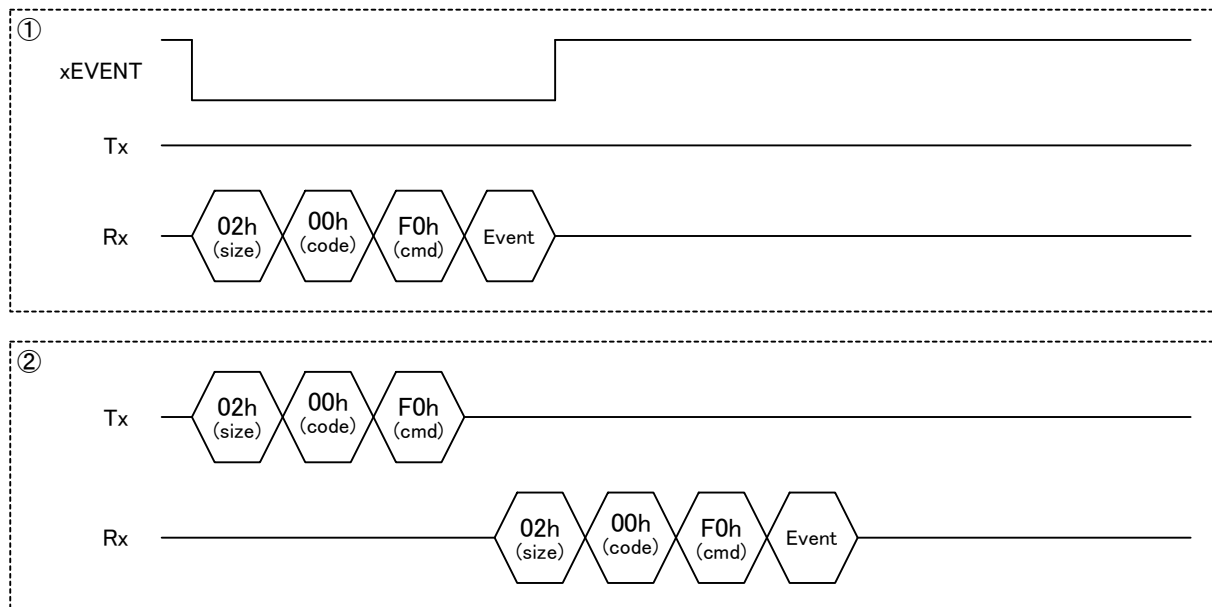 ①
xEVENT
Tx
Rx
02h
(size)
00h
(code)
F0h
(cmd)
Event
②
Tx
02h
(size)
00h
(code)
F0h
(cmd)
Rx
02h
(size)
00h
(code)
F0h
(cmd)
Event